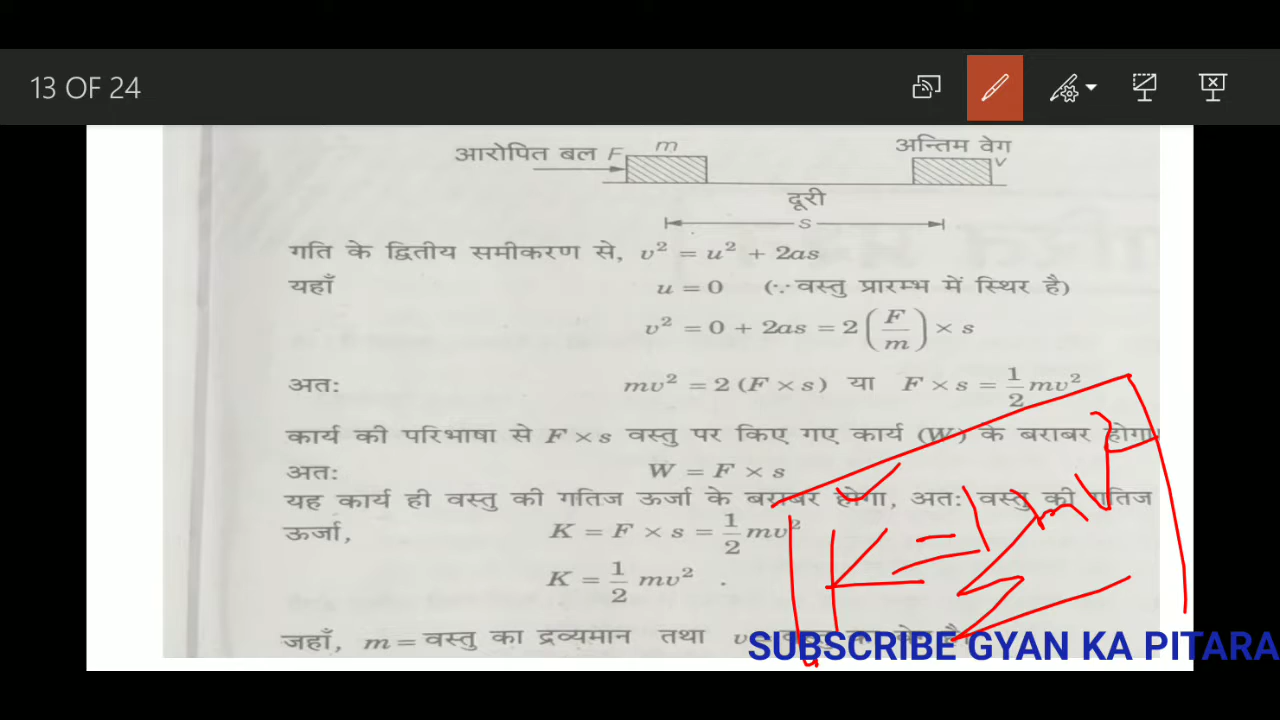 13 OF 24
आरोपित बल F m अन्तिम वेग v
दूरी
s
गति के द्वितीय समीकरण से, v² = u² + 2as
यहाँ u = 0 (∵ वस्तु प्रारम्भ में स्थिर है)
v² = 0 + 2as = 2 (F/m) × s
अतः mv² = 2 (F × s) या F × s = 1/2 mv²
कार्य की परिभाषा से F × s वस्तु पर किए गए कार्य (W) के बराबर होगा
अतः W = F × s
यह कार्य ही वस्तु की गतिज ऊर्जा के बराबर होगा, अतः वस्तु की गतिज
ऊर्जा, K = F × s = 1/2 mv²
K = 1/2 mv² .
K = 1/2 mv²
जहाँ, m = वस्तु का द्रव्यमान तथा v =
SUBSCRIBE GYAN KA PITARA